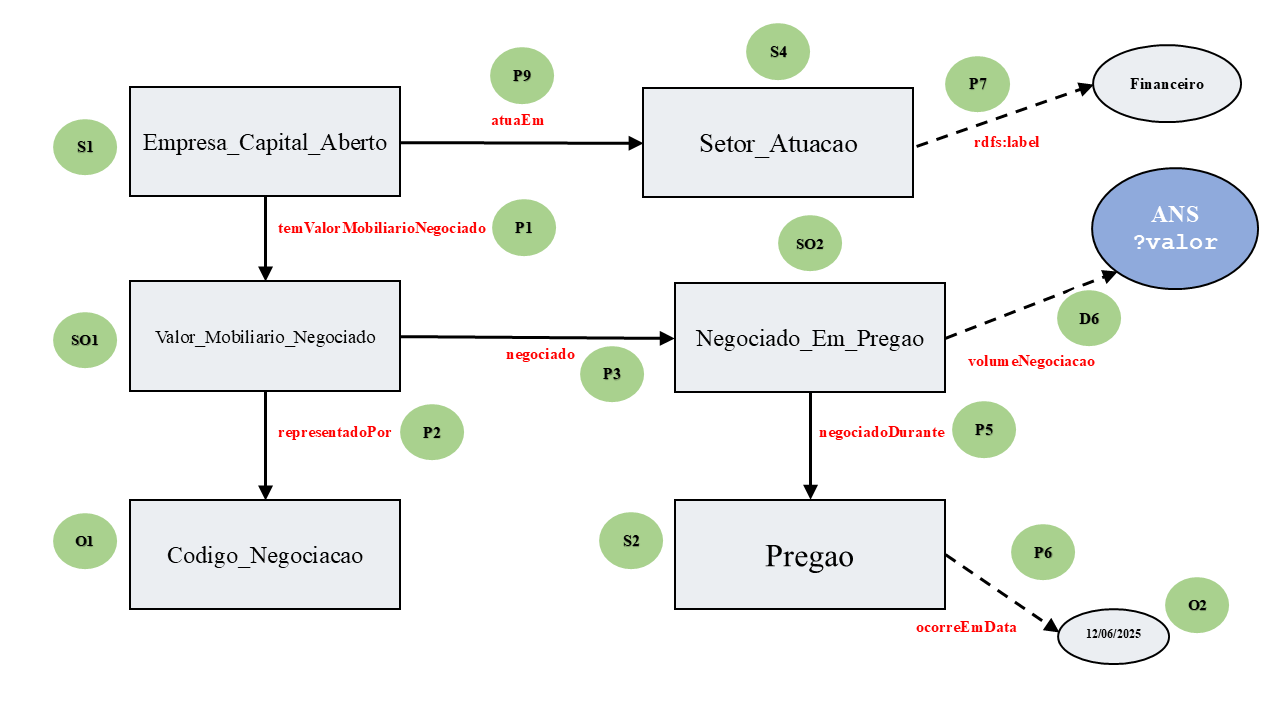 S4
P9
P7
Financeiro
atuaEm
S1
Empresa_Capital_Aberto
Setor_Atuacao
rdfs:label
temValorMobiliarioNegociado
P1
SO2
ANS
?valor
SO1
Valor_Mobiliario_Negociado
negociado
P3
Negociado_Em_Pregao
D6
volumeNegociacao
representadoPor
P2
negociadoDurante
P5
O1
Codigo_Negociacao
S2
Pregao
P6
ocorreEmData
12/06/2025
O2